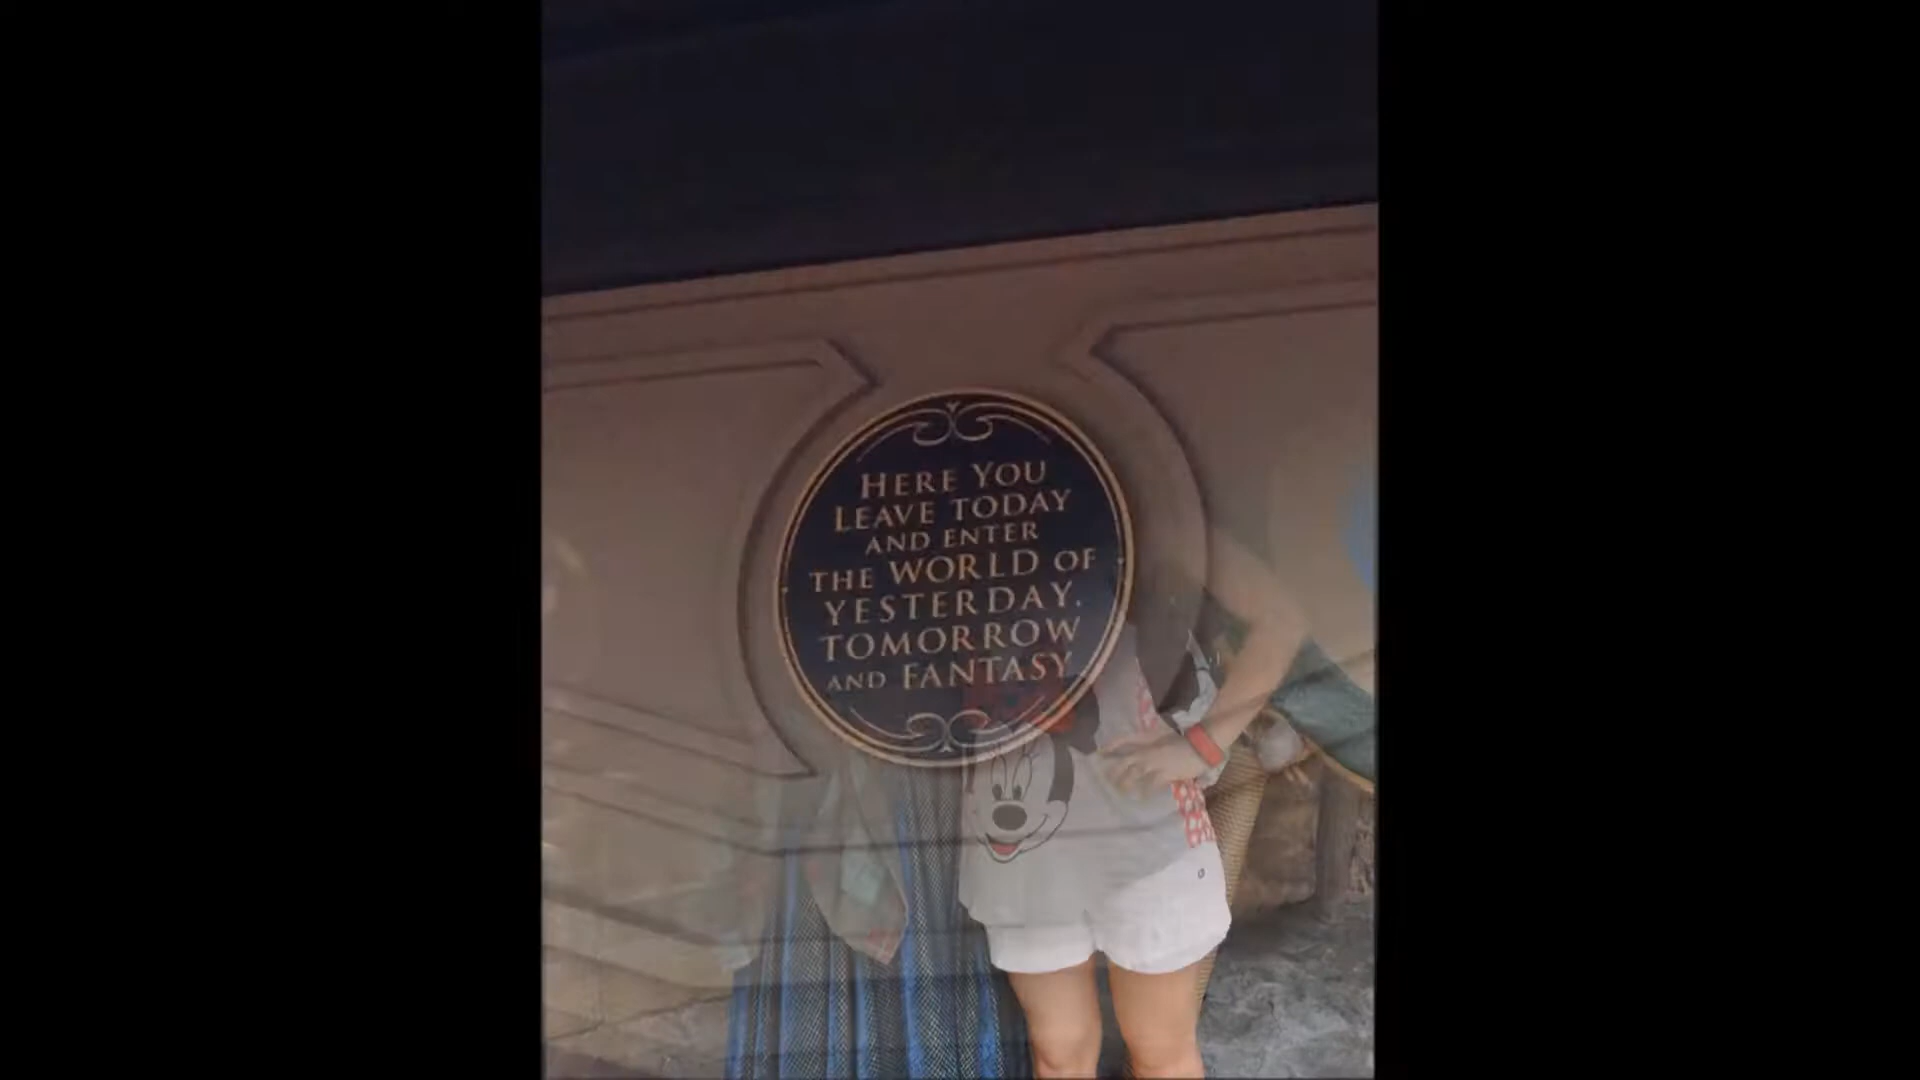 HERE YOU
LEAVE TODAY
AND ENTER
THE WORLD OF
YESTERDAY,
TOMORROW
AND FANTASY